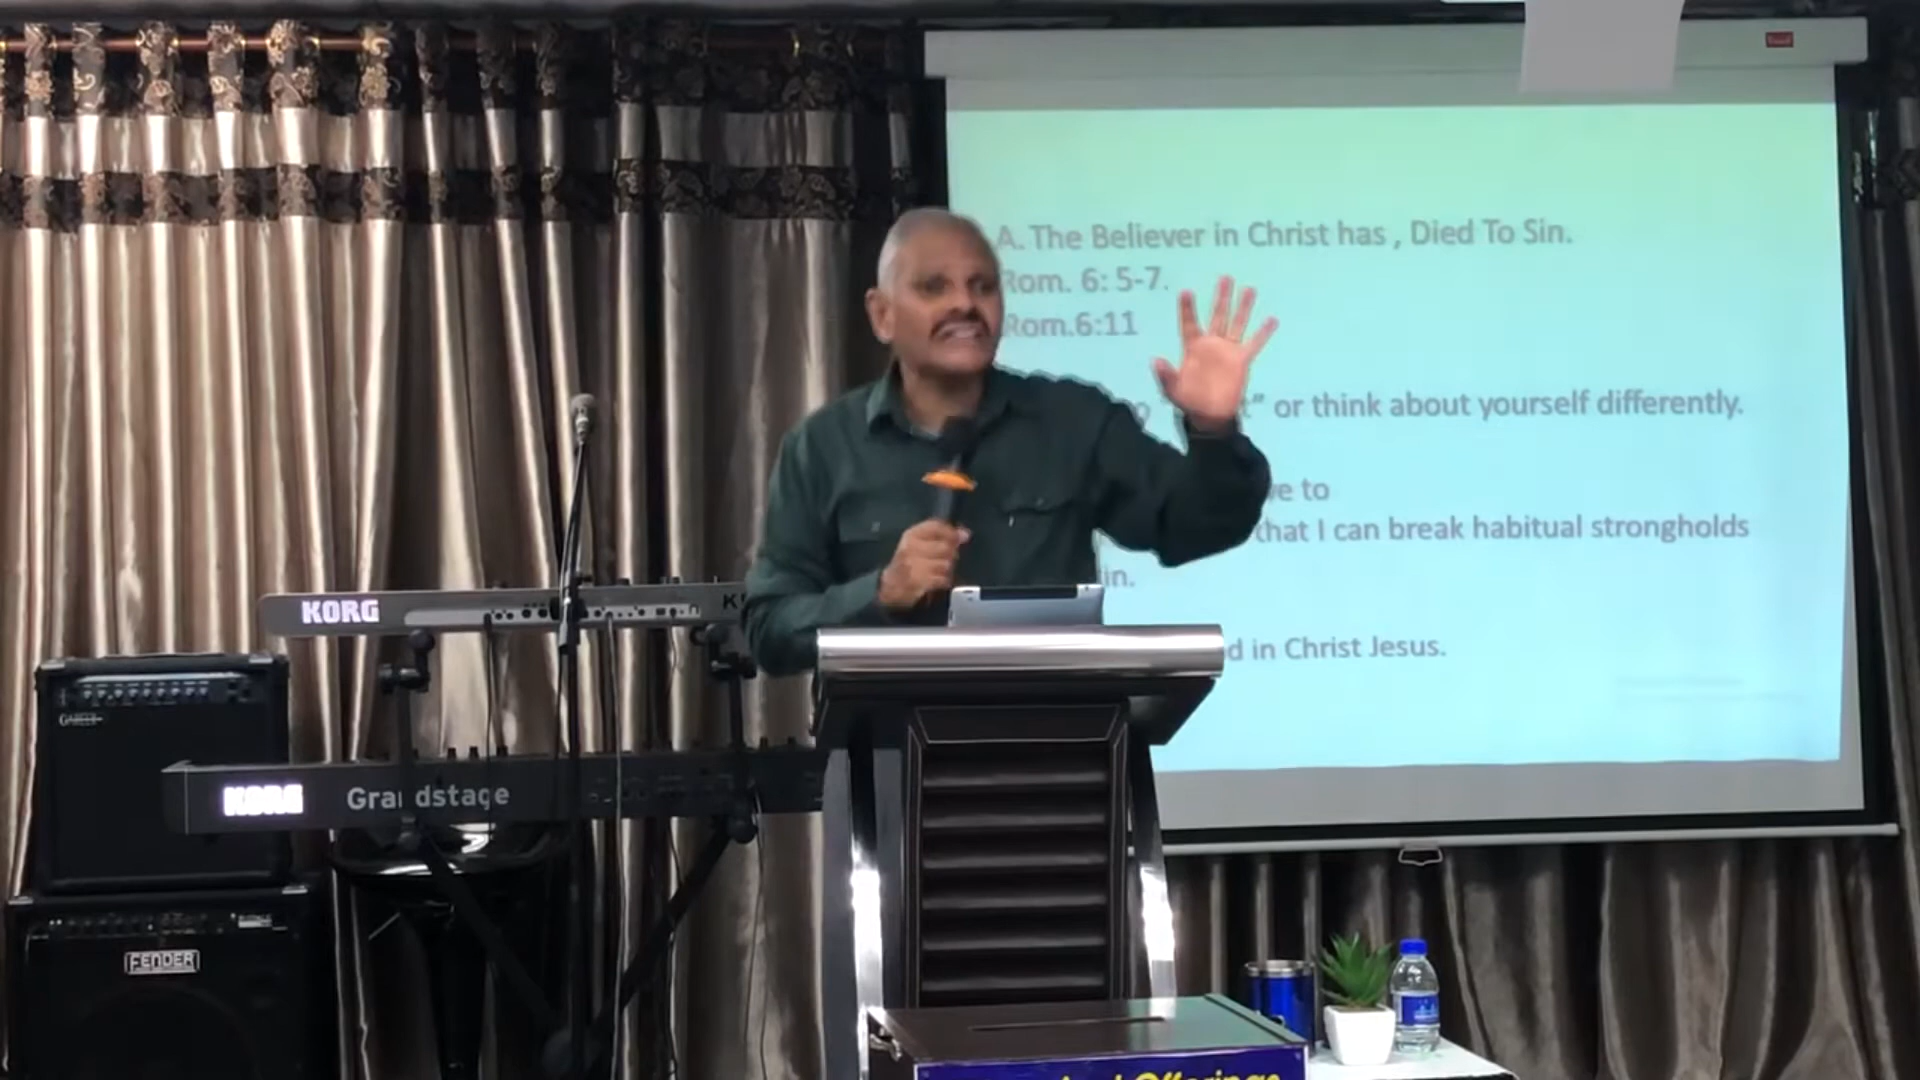 A. The Believer in Christ has , Died To Sin.
Rom. 6: 5-7.
Rom.6:11
" or think about yourself differently.
ve to
that I can break habitual strongholds
in.
d in Christ Jesus.
KORG
KORG Grandstage
FENDER
Offerings